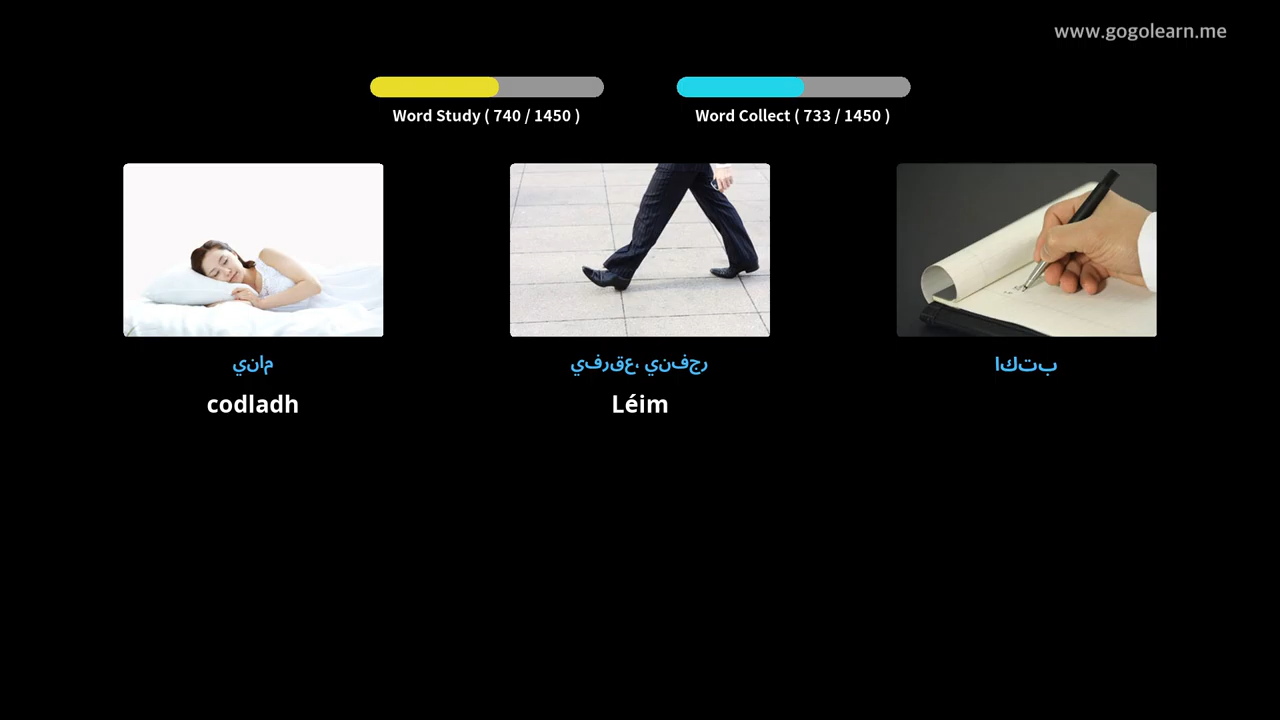 www.gogolearn.me
Word Study ( 740 / 1450 )
Word Collect ( 733 / 1450 )
ينام
يفرقع، ينفجر
اكتب
codladh
Léim